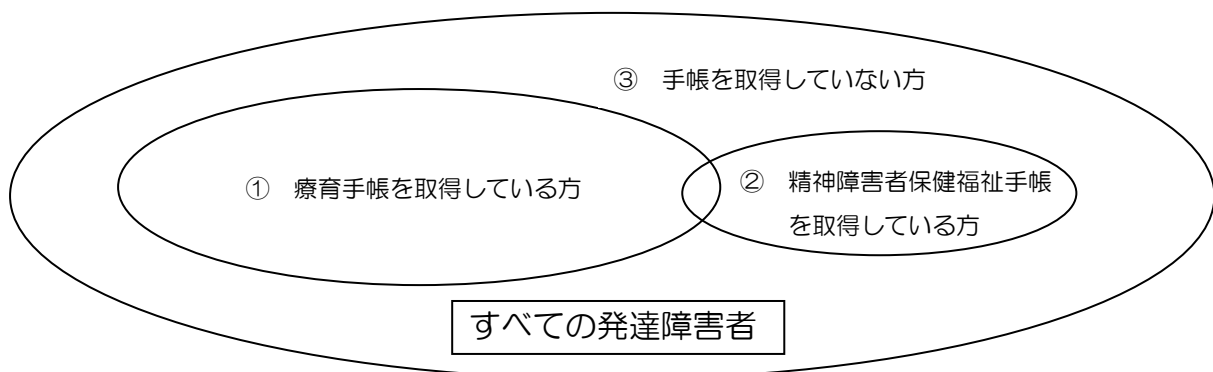 ③ 手帳を取得していない方
① 療育手帳を取得している方
② 精神障害者保健福祉手帳
を取得している方
すべての発達障害者